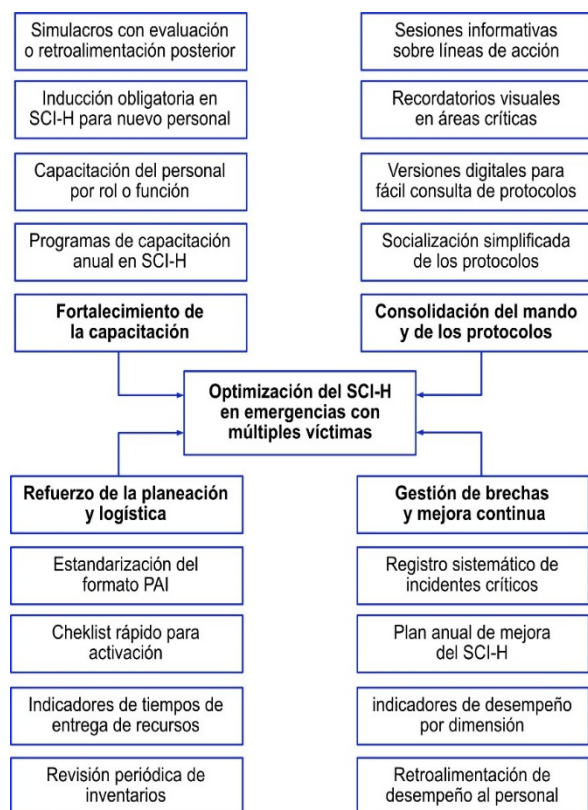 Simulacros con evaluación
o retroalimentación posterior
Inducción obligatoria en
SCI-H para nuevo personal
Capacitación del personal
por rol o función
Programas de capacitación
anual en SCI-H
Fortalecimiento de
la capacitación
Sesiones informativas
sobre líneas de acción
Recordatorios visuales
en áreas críticas
Versiones digitales para
fácil consulta de protocolos
Socialización simplificada
de los protocolos
Consolidación del mando
y de los protocolos
Optimización del SCI-H
en emergencias con
múltiples víctimas
Refuerzo de la planeación
y logística
Estandarización del
formato PAI
Cheklist rápido para
activación
Indicadores de tiempos de
entrega de recursos
Revisión periódica de
inventarios
Gestión de brechas
y mejora continua
Registro sistemático de
incidentes críticos
Plan anual de mejora
del SCI-H
indicadores de desempeño
por dimensión
Retroalimentación de
desempeño al personal